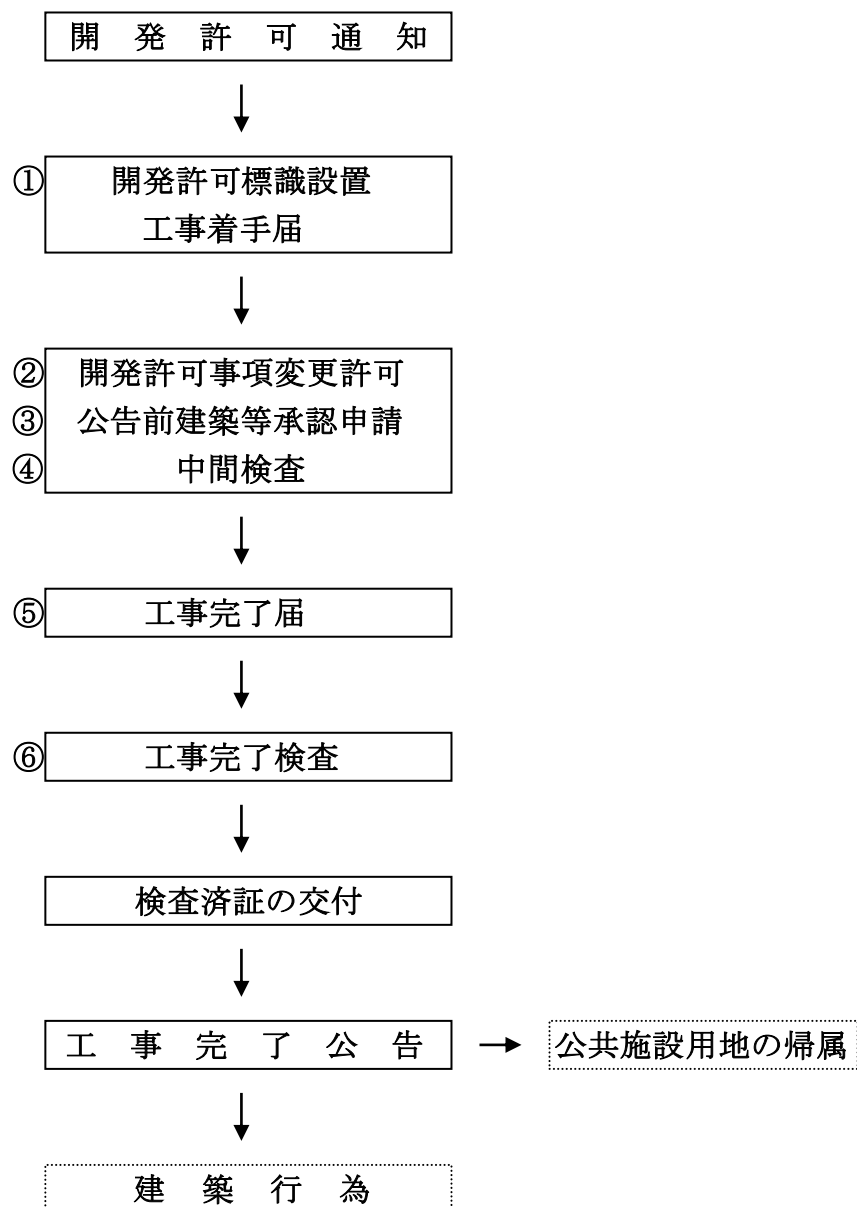 開発許可通知
① 開発許可標識設置
工事着手届
② 開発許可事項変更許可
③ 公告前建築等承認申請
④ 中間検査
⑤ 工事完了届
⑥ 工事完了検査
検査済証の交付
工事完了公告
公共施設用地の帰属
建築行為